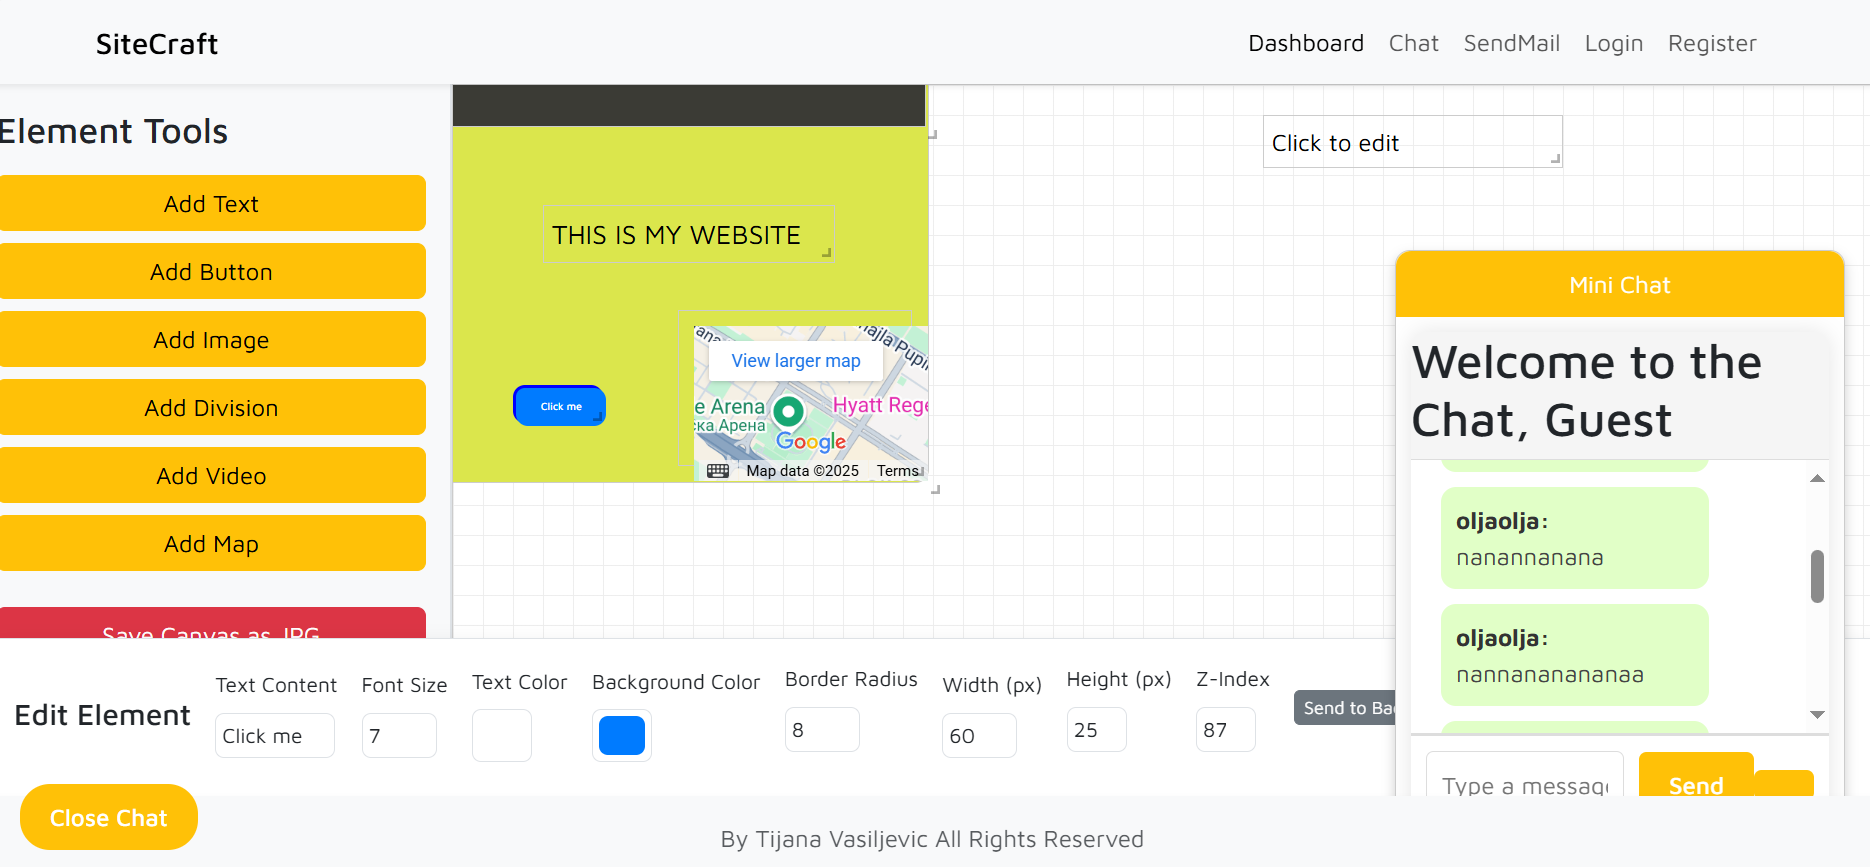 SiteCraft
Dashboard Chat SendMail Login Register
Element Tools
Add Text
Add Button
Add Image
Add Division
Add Video
Add Map
Save Canvas as JPG
THIS IS MY WEBSITE
Click me
View larger map
e Arena
ска Арена
Hyatt Rege
Google
Map data ©2025 Terms
Click to edit
Mini Chat
Welcome to the
Chat, Guest
oljaolja:
nanannanana
oljaolja:
nannanananananaa
Type a message
Send
Edit Element
Text Content Font Size Text Color Background Color Border Radius Width (px) Height (px) Z-Index
Click me 7 8 60 25 87
Send to Bac
Close Chat
By Tijana Vasiljevic All Rights Reserved